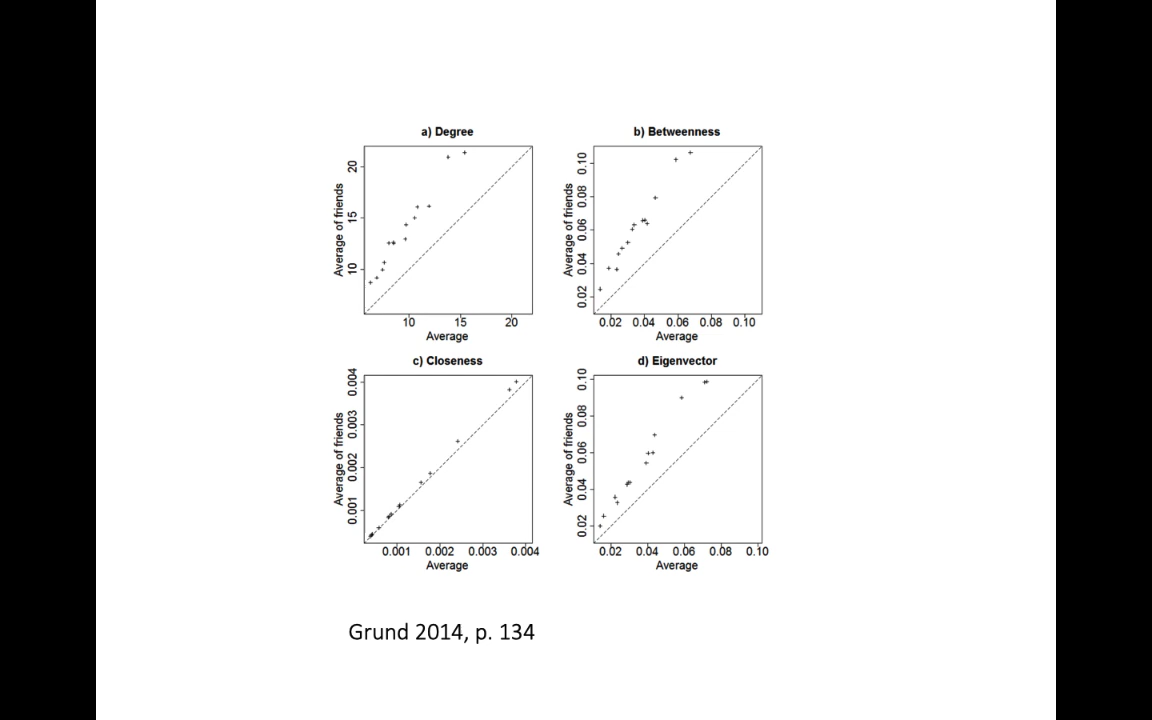 a) Degree
Average of friends
20
15
10
10 15 20
Average
b) Betweenness
Average of friends
0.10
0.08
0.06
0.04
0.02
0.02 0.04 0.06 0.08 0.10
Average
c) Closeness
Average of friends
0.004
0.003
0.002
0.001
0.001 0.002 0.003 0.004
Average
d) Eigenvector
Average of friends
0.10
0.08
0.06
0.04
0.02
0.02 0.04 0.06 0.08 0.10
Average
Grund 2014, p. 134